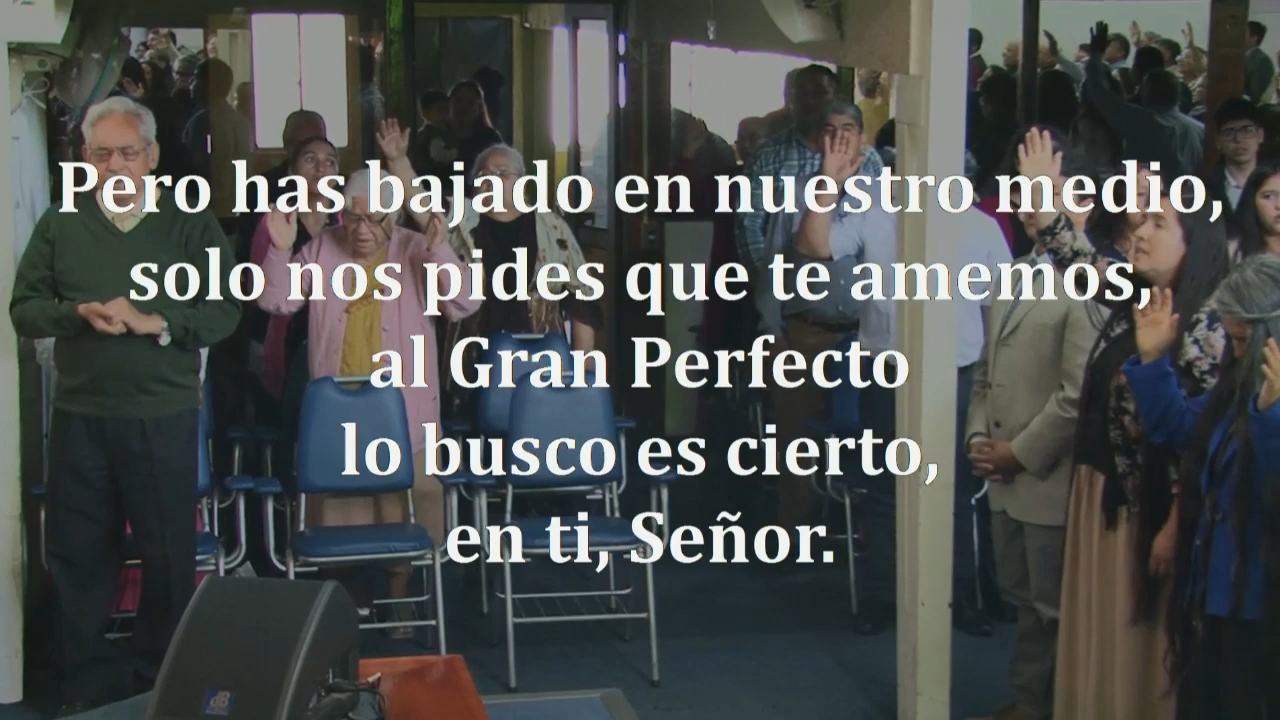 Pero has bajado en nuestro medio,
solo nos pides que te amemos,
al Gran Perfecto
lo busco es cierto,
en ti, Señor.
dB